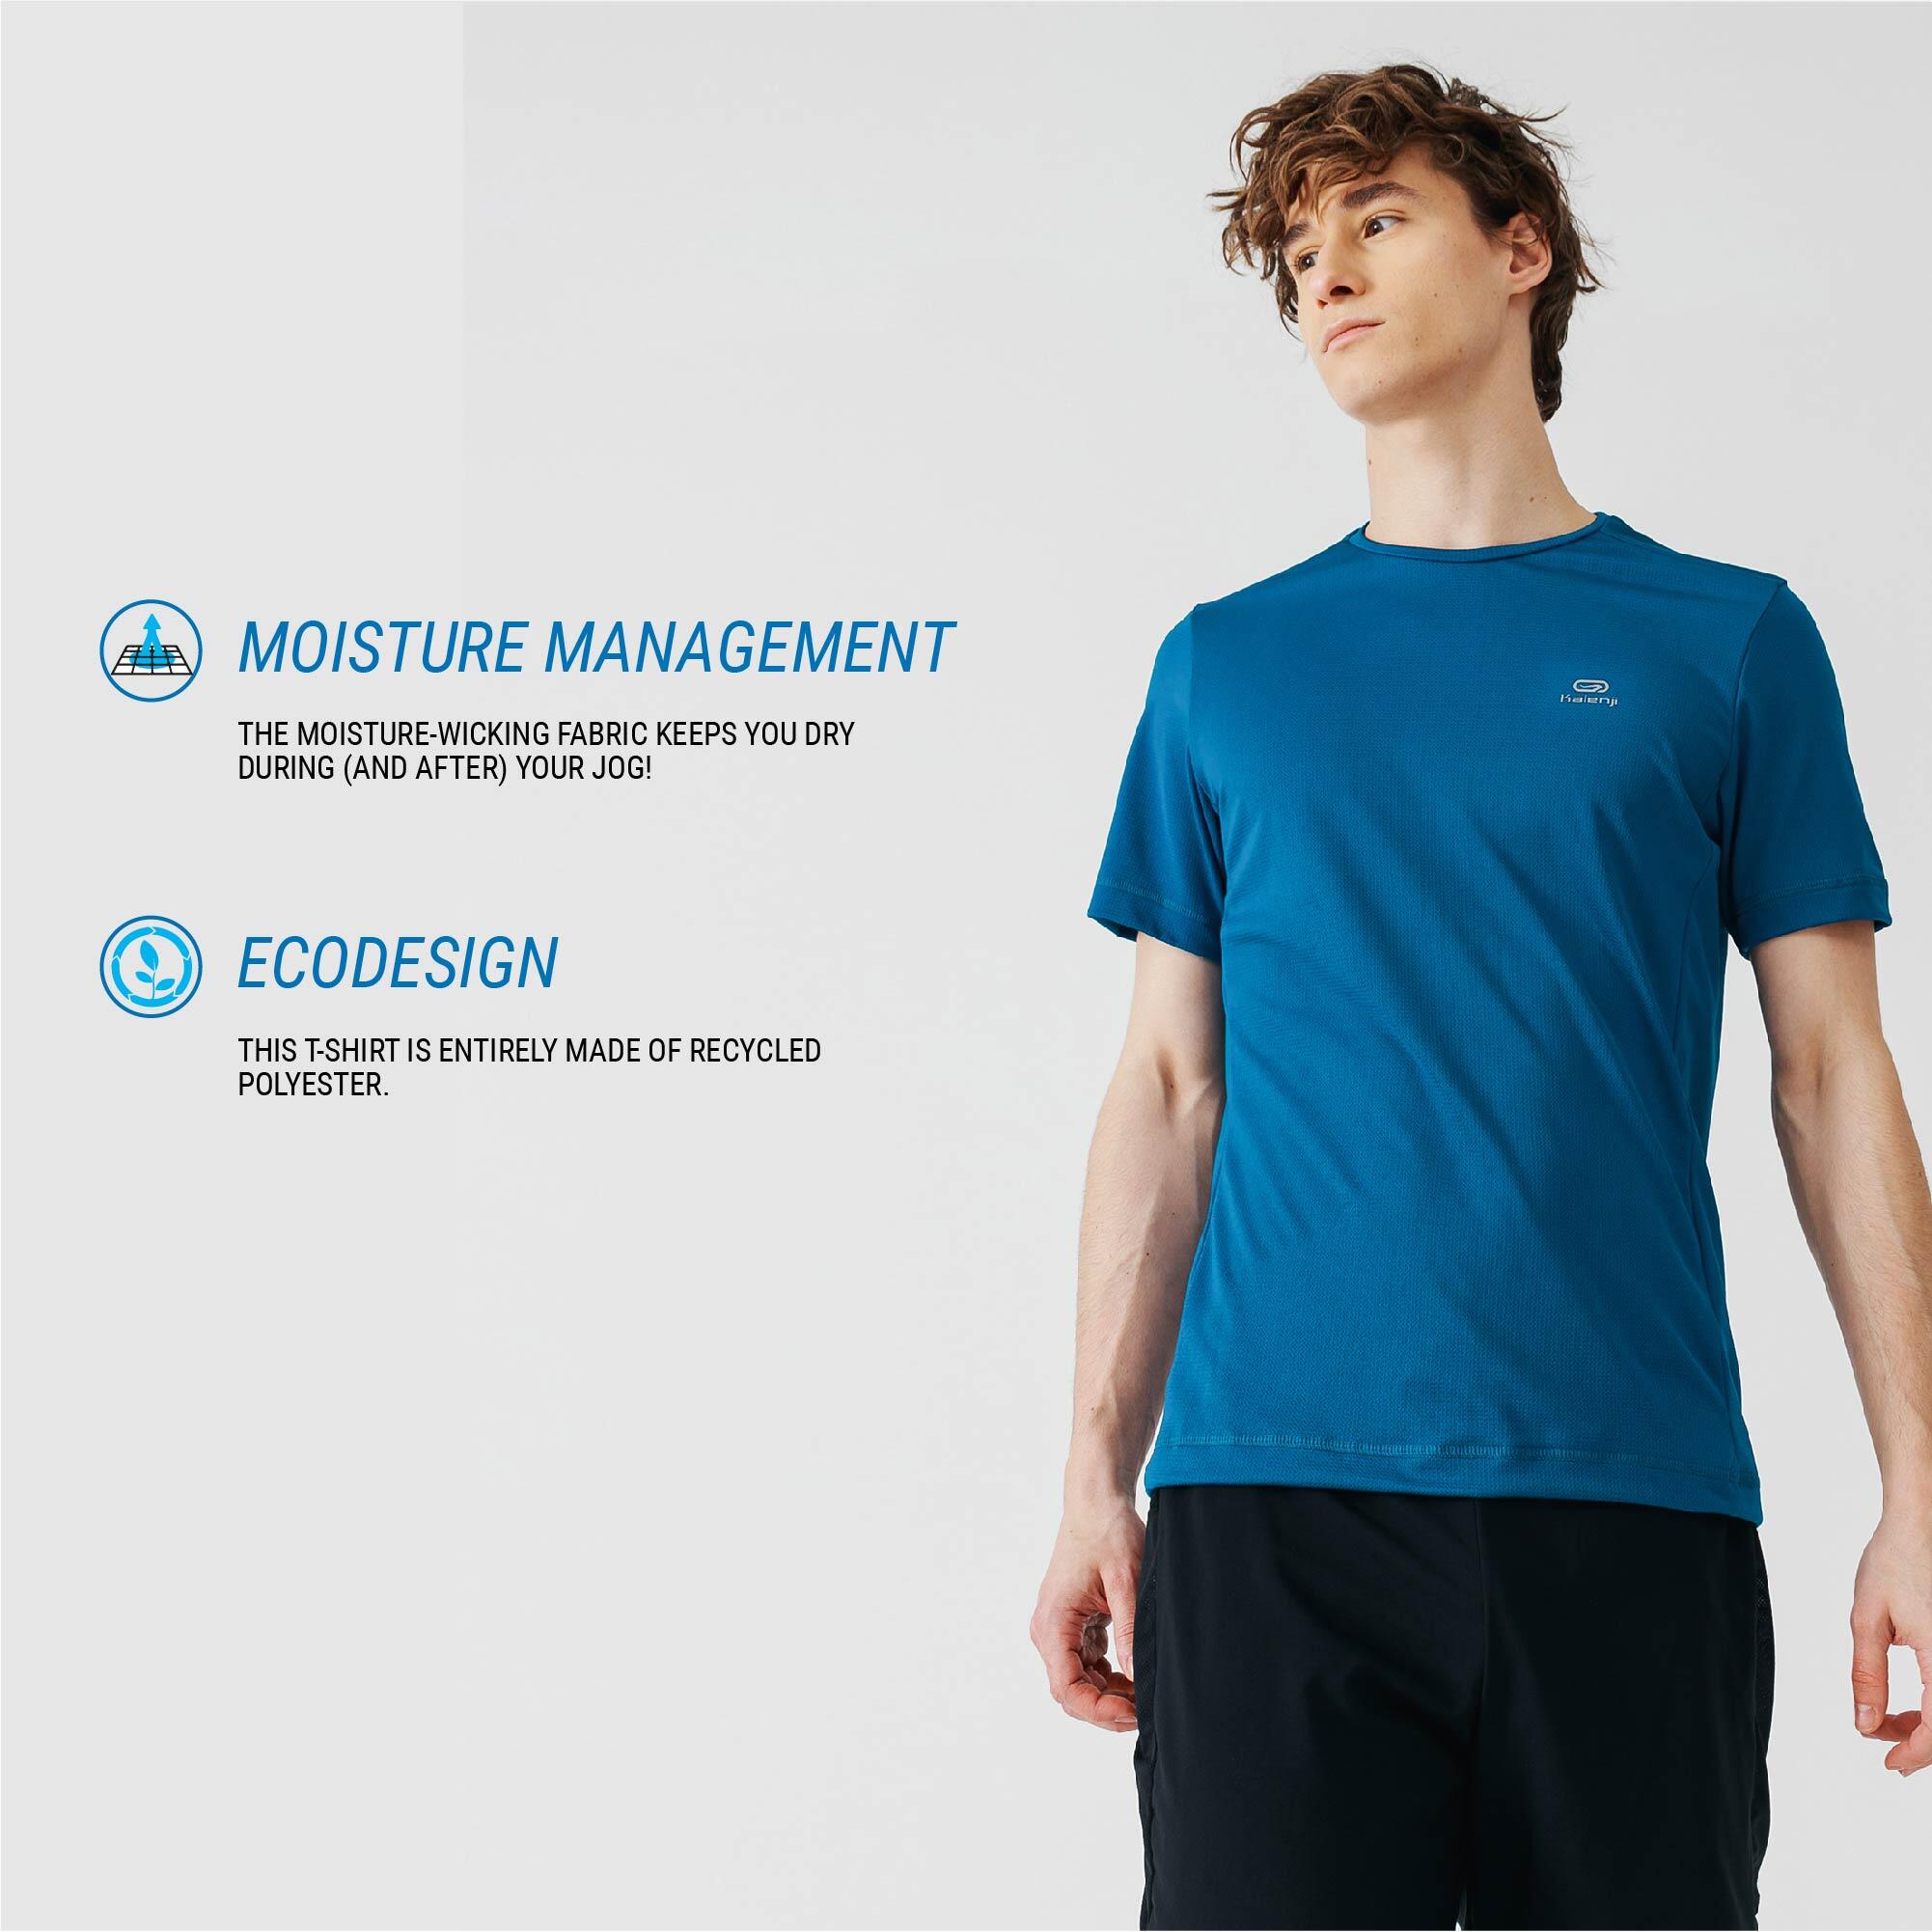 MOISTURE MANAGEMENT
THE MOISTURE-WICKING FABRIC KEEPS YOU DRY
DURING (AND AFTER) YOUR JOG!
ECODESIGN
THIS T-SHIRT IS ENTIRELY MADE OF RECYCLED
POLYESTER.
Kalenji